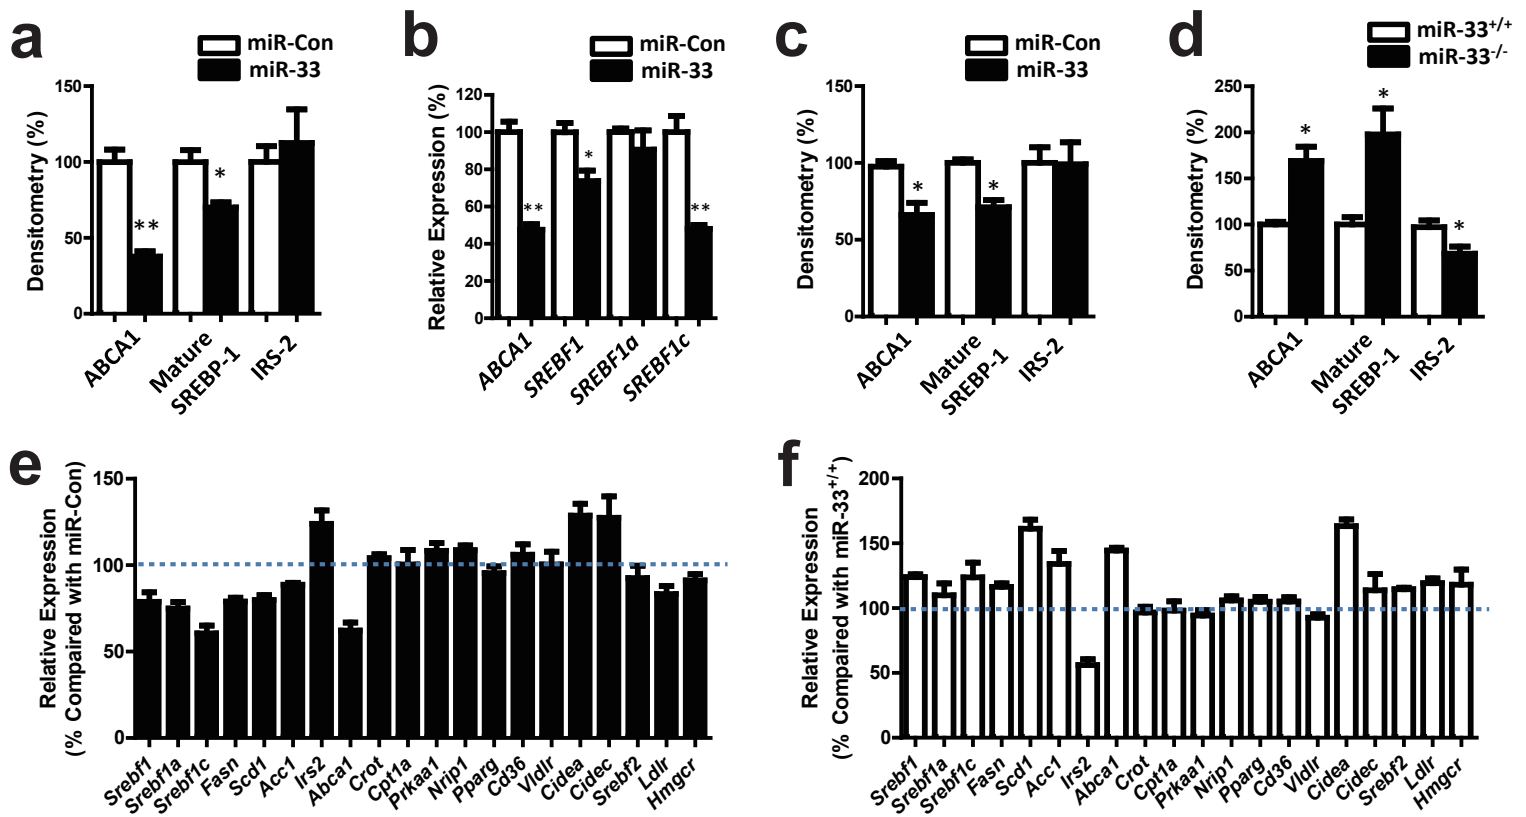 a
miR-Con
miR-33
Densitometry (%)
150
100
50
0
**
*
ABCA1
Mature
SREBP-1
IRS-2
b
miR-Con
miR-33
Relative Expression (%)
120
100
80
60
40
20
0
**
*
**
ABCA1
SREBF1
SREBF1a
SREBF1c
c
miR-Con
miR-33
Densitometry (%)
150
100
50
0
*
*
ABCA1
Mature
SREBP-1
IRS-2
d
miR-33+/+
miR-33-/-
Densitometry (%)
250
200
150
100
50
0
*
*
*
ABCA1
Mature
SREBP-1
IRS-2
e
Relative Expression
(% Compaired with miR-Con)
150
100
50
0
Srebf1
Srebf1a
Srebf1c
Fasn
Scd1
Acc1
Irs2
Abca1
Crot
Cpt1a
Prkaa1
Nrip1
Pparg
Cd36
Vldlr
Cidea
Cidec
Srebf2
Ldlr
Hmgcr
f
Relative Expression
(% Compaired with miR-33+/+)
200
150
100
50
0
Srebf1
Srebf1a
Srebf1c
Fasn
Scd1
Acc1
Irs2
Abca1
Crot
Cpt1a
Prkaa1
Nrip1
Pparg
Cd36
Vldlr
Cidea
Cidec
Srebf2
Ldlr
Hmgcr